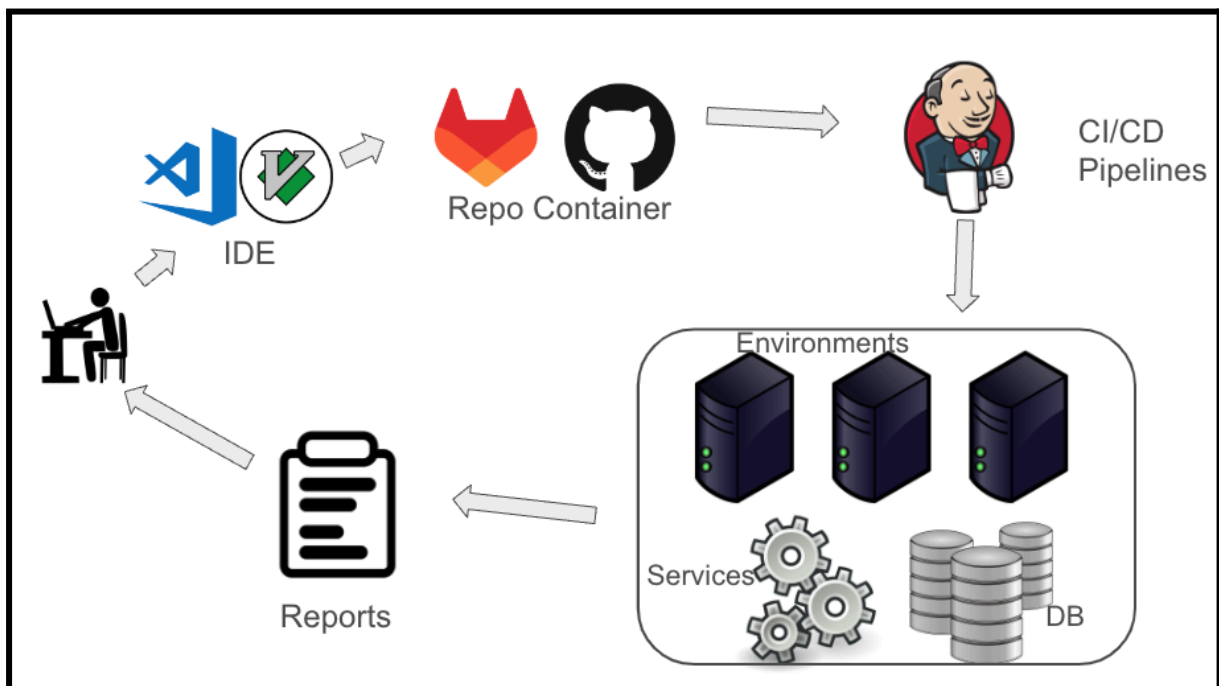 CI/CD
Pipelines
Repo Container
IDE
Environments
Services
DB
Reports